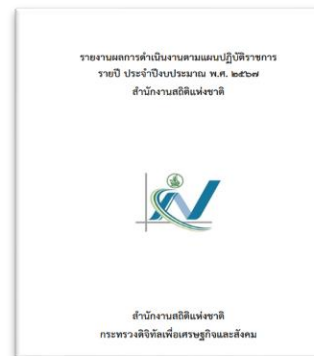 รายงานผลการดำเนินงานตามแผนปฏิบัติราชการ
รายปี ประจำปีงบประมาณ พ.ศ. ๒๕๖๗
สำนักงานสถิติแห่งชาติ
สำนักงานสถิติแห่งชาติ
กระทรวงดิจิทัลเพื่อเศรษฐกิจและสังคม